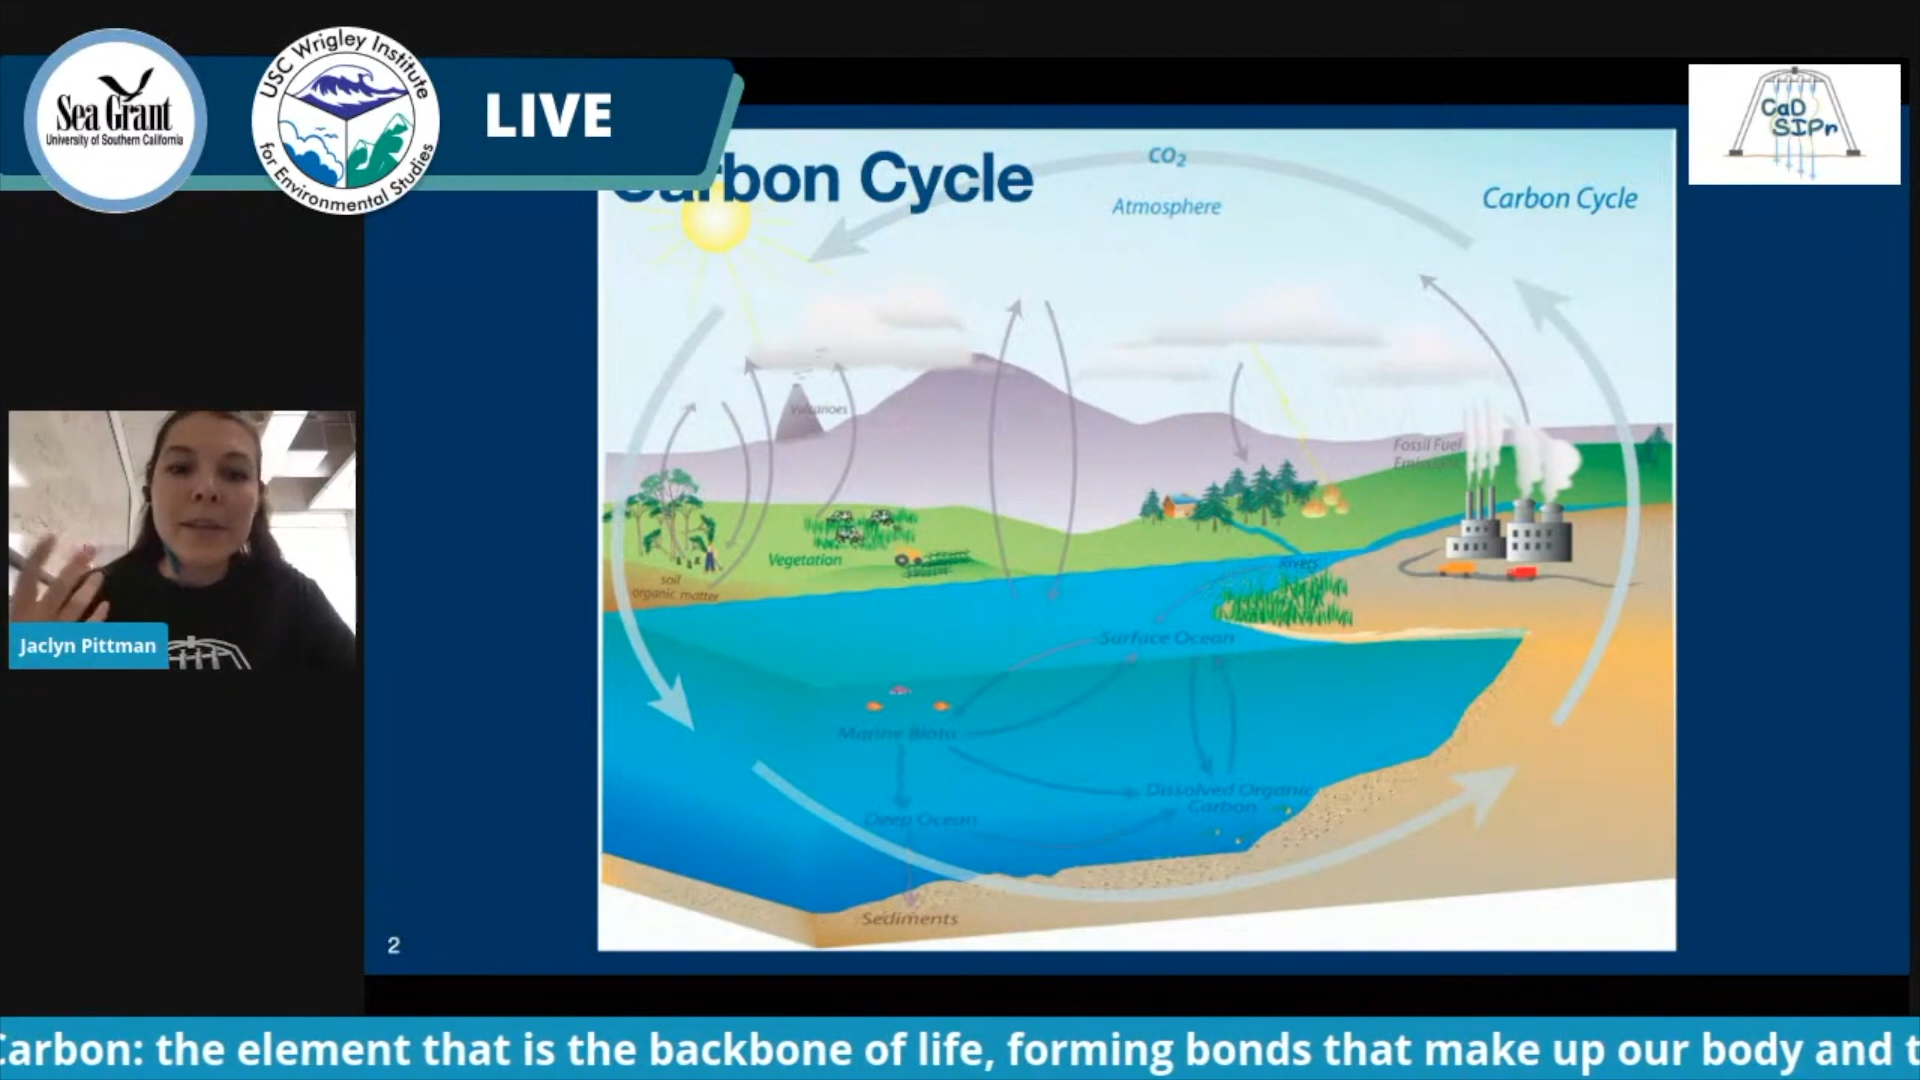 Sea Grant
University of Southern California
USC Wrigley Institute
for Environmental Studies
LIVE
CaD
SIPn
Carbon Cycle
CO₂
Atmosphere
Carbon Cycle
Volcanoes
Fossil Fuel
Emissions
Vegetation
soil
organic matter
Rivers
Surface Ocean
Jaclyn Pittman
Marine Biota
Dissolved Organic
Carbon
Deep Ocean
Sediments
2
Carbon: the element that is the backbone of life, forming bonds that make up our body and t